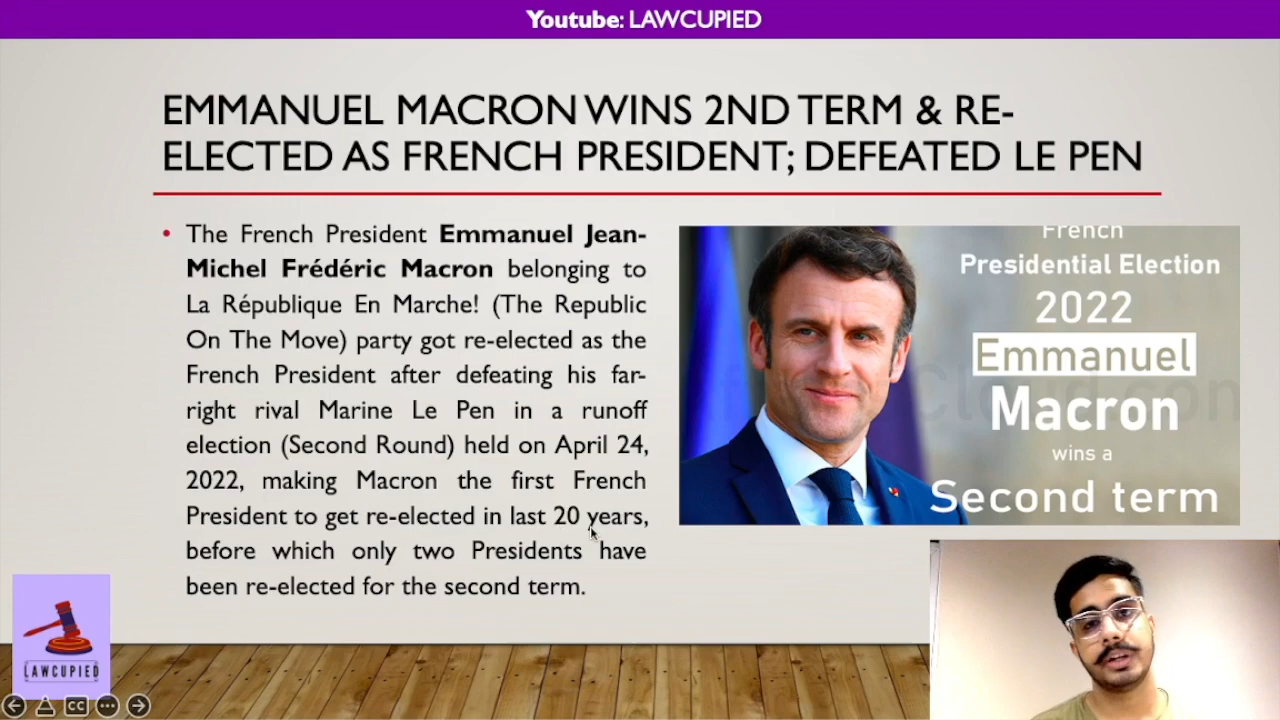 Youtube: LAWCUPIED
EMMANUEL MACRON WINS 2ND TERM & RE-
ELECTED AS FRENCH PRESIDENT; DEFEATED LE PEN
• The French President Emmanuel Jean-
Michel Frédéric Macron belonging to
La République En Marche! (The Republic
On The Move) party got re-elected as the
French President after defeating his far-
right rival Marine Le Pen in a runoff
election (Second Round) held on April 24,
2022, making Macron the first French
President to get re-elected in last 20 years,
before which only two Presidents have
been re-elected for the second term.
French
Presidential Election
2022
Emmanuel
Macron
wins a
Second term
LAWCUPIED
CC